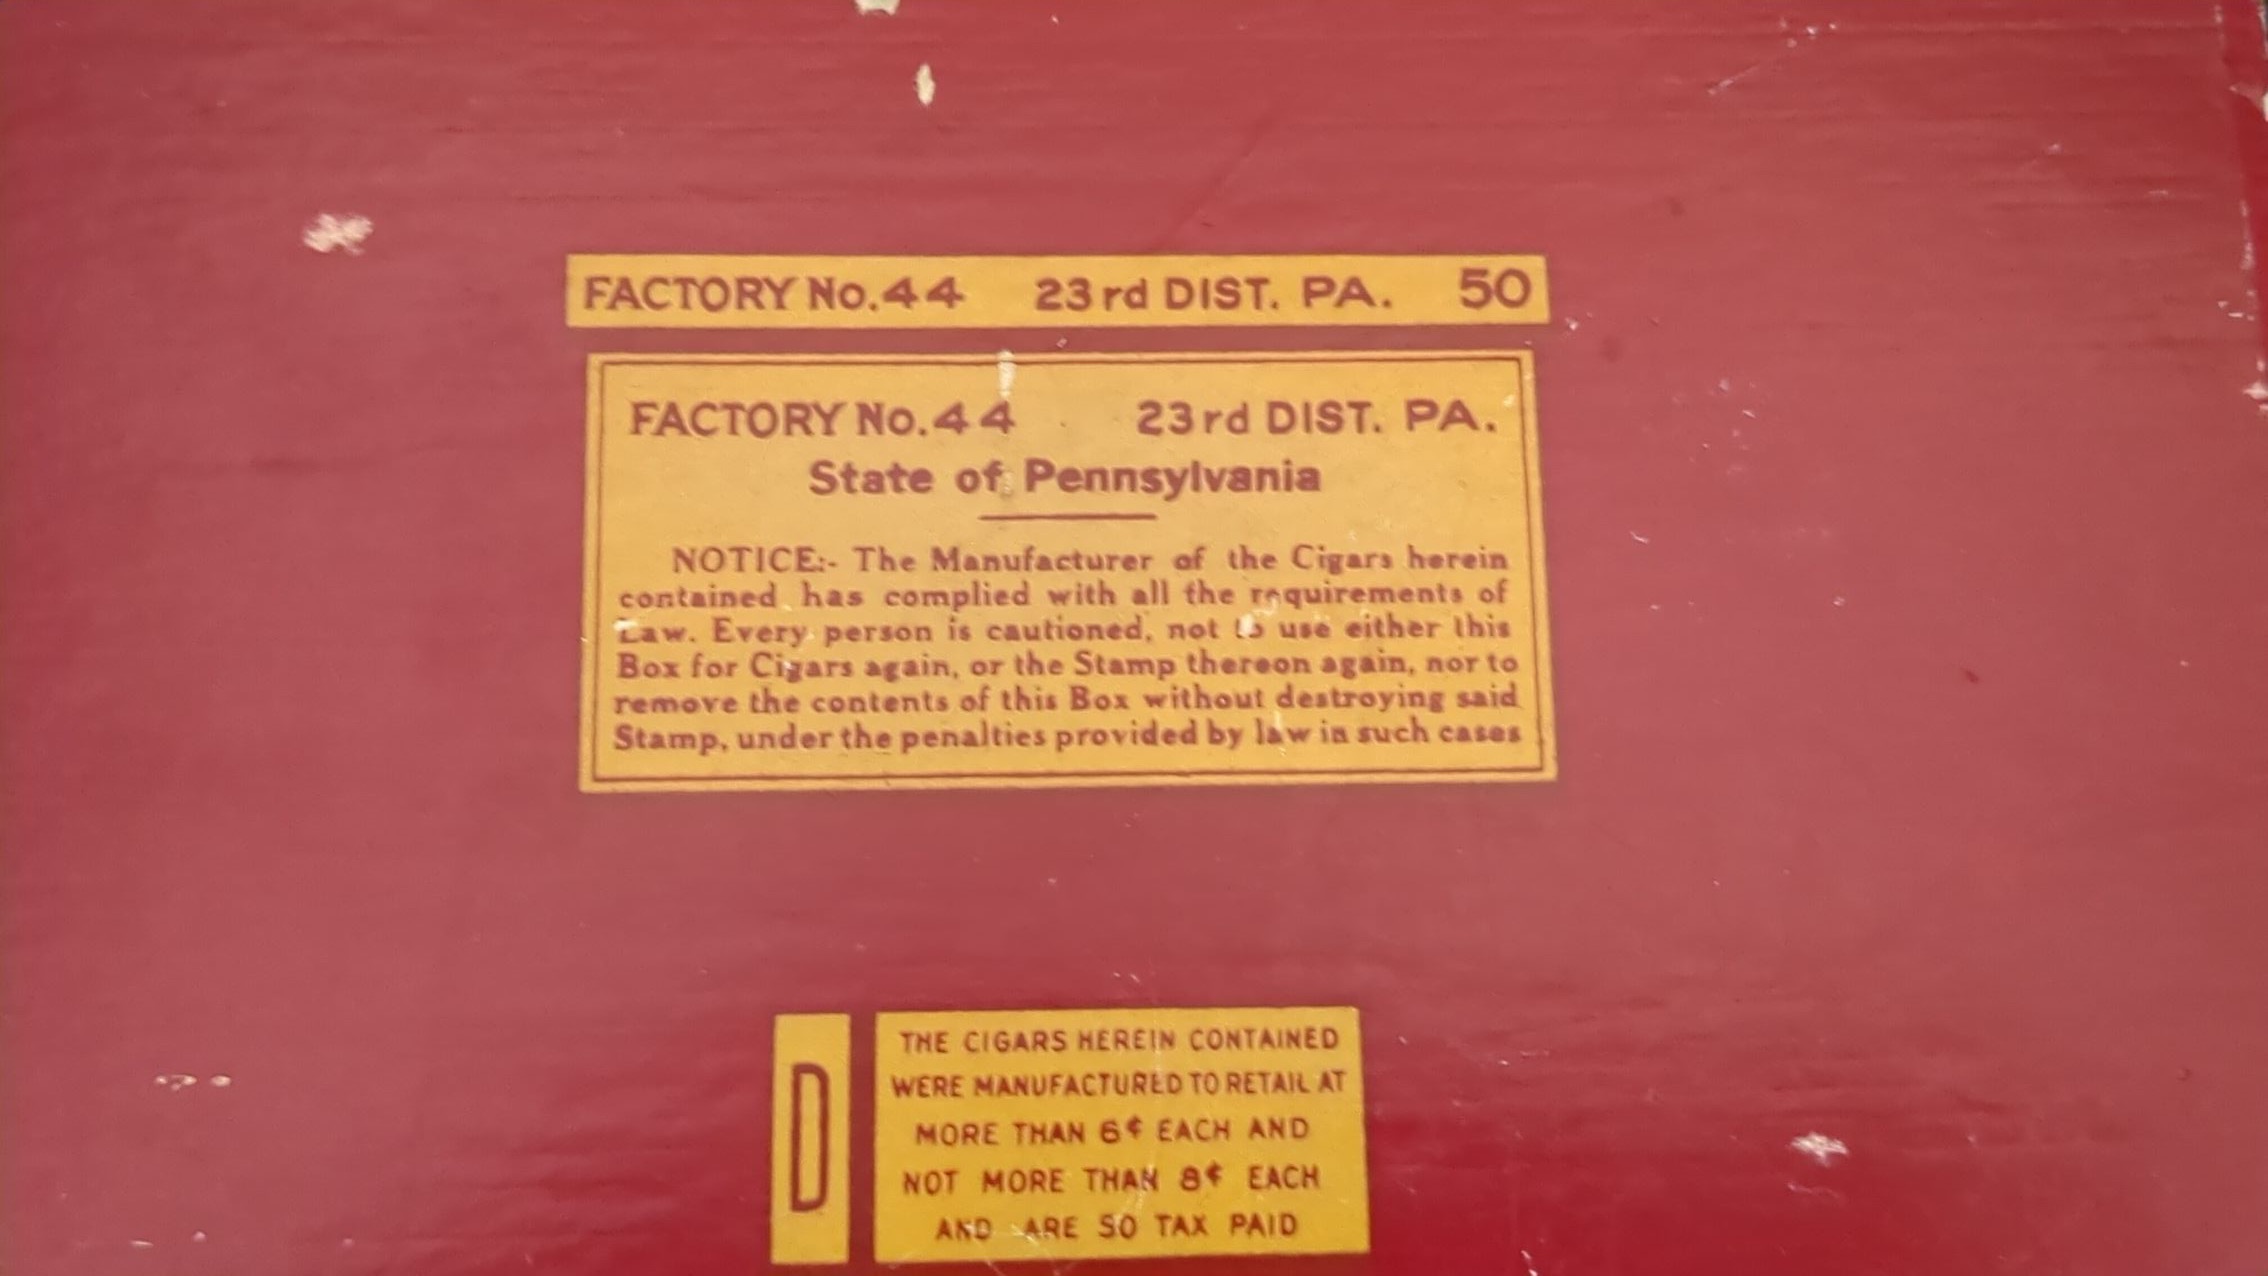 FACTORY No.44 23rd DIST. PA. 50
FACTORY No.44 23rd DIST. PA.
State of Pennsylvania
NOTICE:- The Manufacturer of the Cigars herein
contained has complied with all the requirements of
Law. Every person is cautioned, not to use either this
Box for Cigars again, or the Stamp thereon again, nor to
remove the contents of this Box without destroying said
Stamp, under the penalties provided by law in such cases
D
THE CIGARS HEREIN CONTAINED
WERE MANUFACTURED TO RETAIL AT
MORE THAN 6¢ EACH AND
NOT MORE THAN 8¢ EACH
AND ARE SO TAX PAID